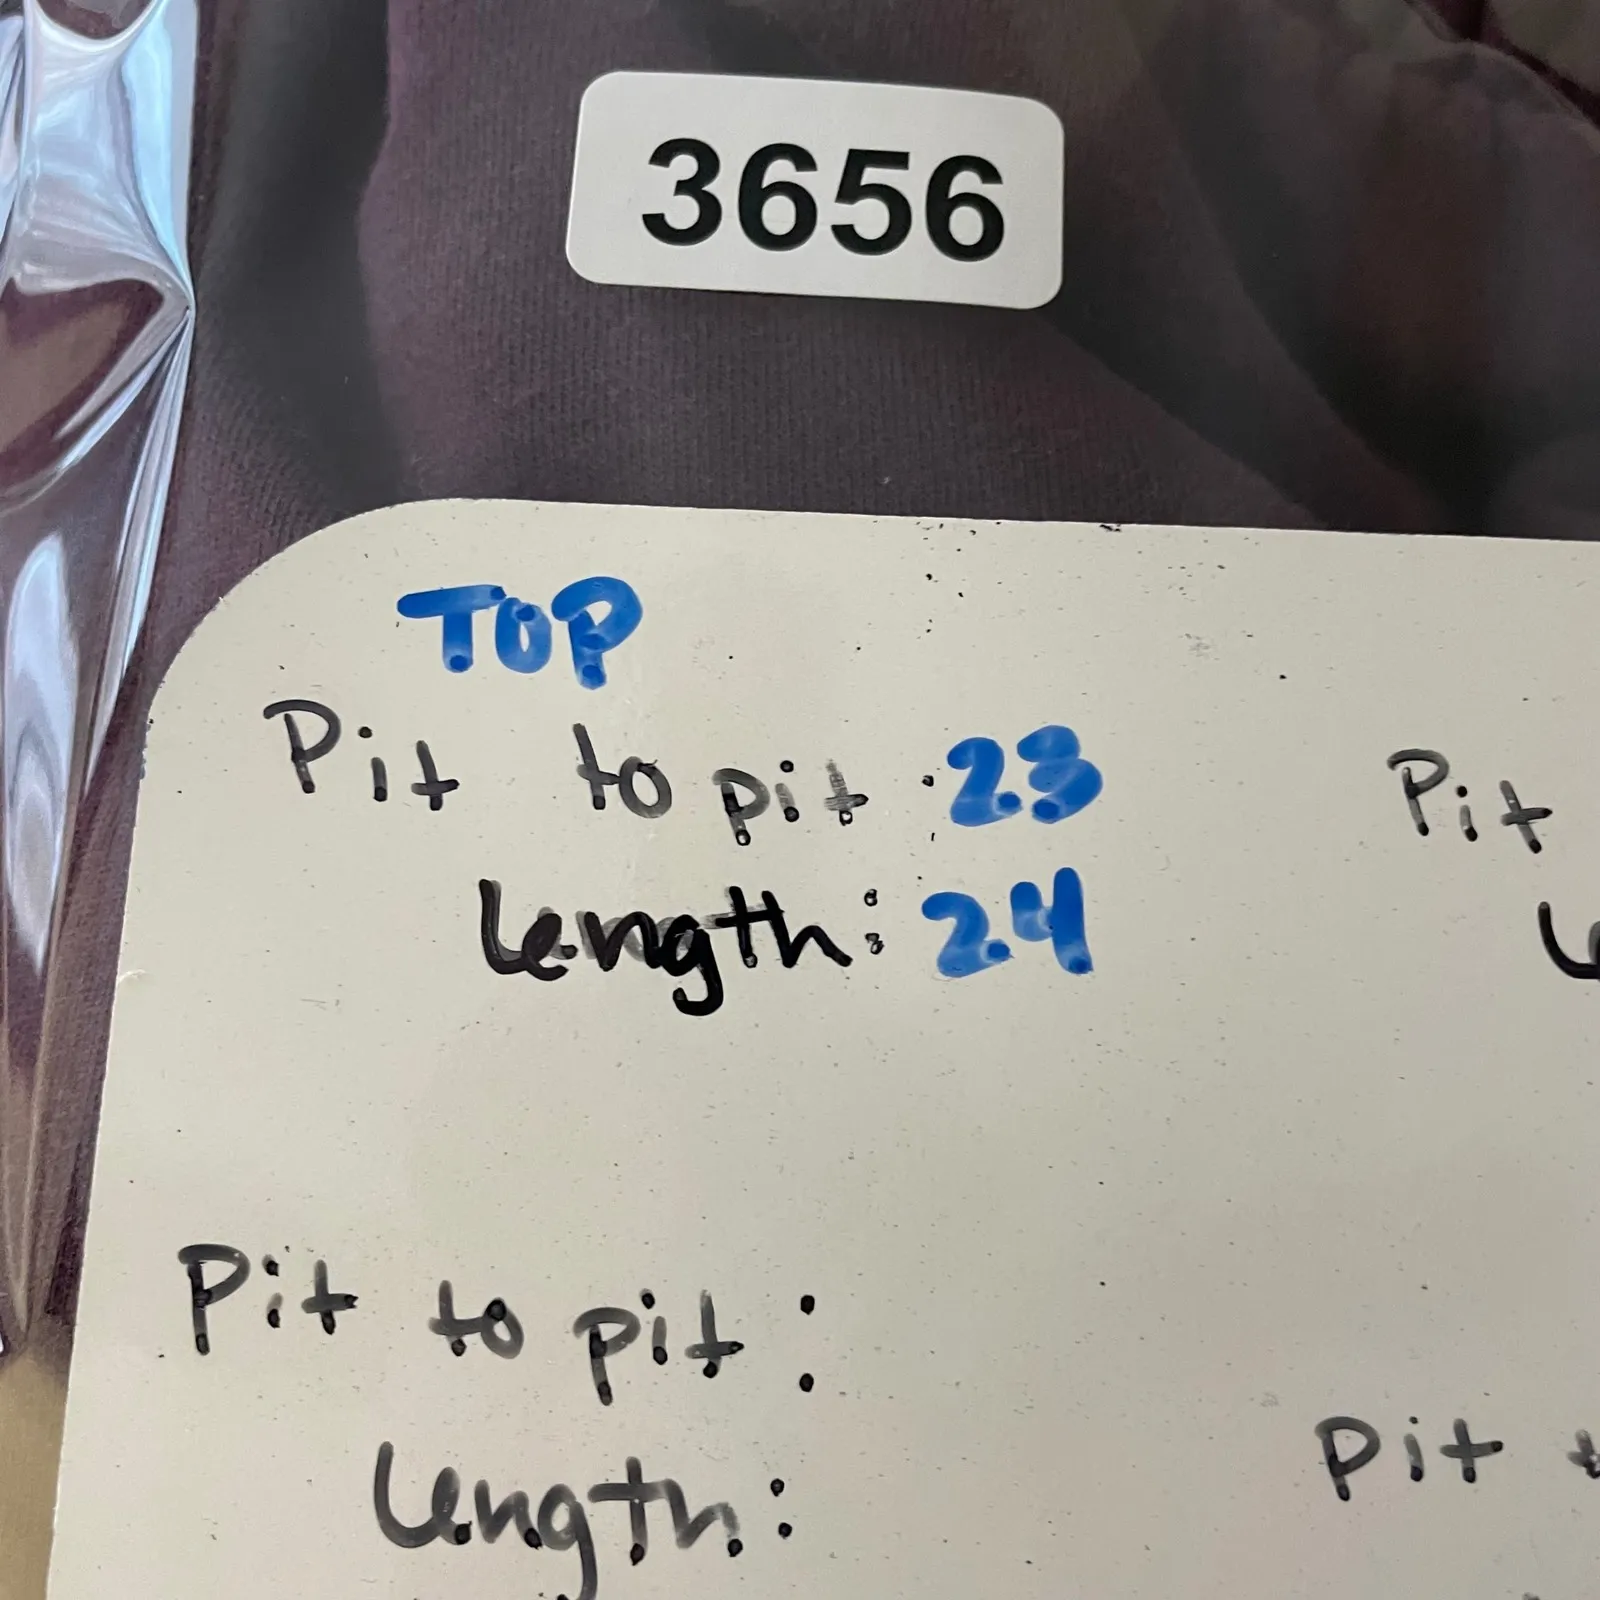 3656
TOP
Pit to pit: 23
Length: 24
Pit
Pit to pit:
Length:
Pit